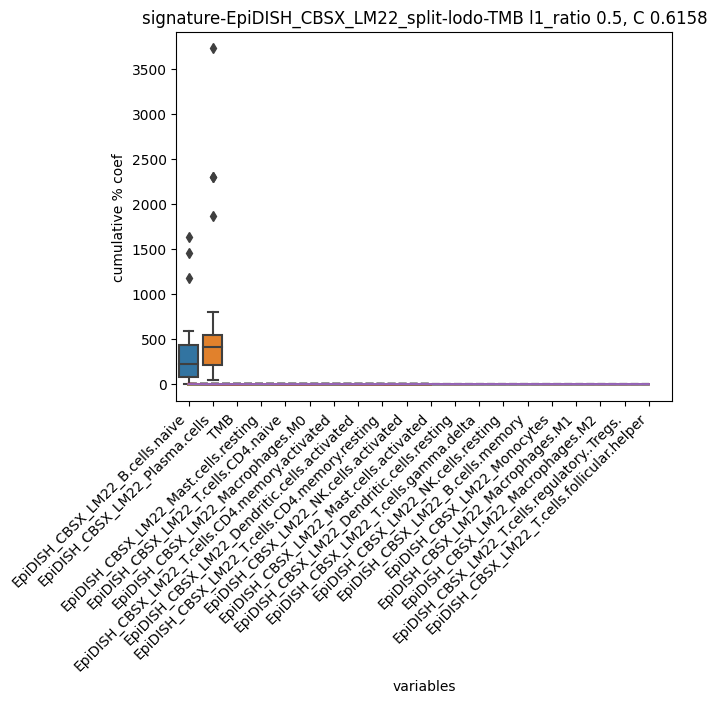 signature-EpiDISH_CBSX_LM22_split-lodo-TMB l1_ratio 0.5, C 0.6158
cumulative % coef
3500
3000
2500
2000
1500
1000
500
0
EpiDISH_CBSX_LM22_B.cells.naive
EpiDISH_CBSX_LM22_Plasma.cells
TMB
EpiDISH_CBSX_LM22_Mast.cells.resting
EpiDISH_CBSX_LM22_T.cells.CD4.naive
EpiDISH_CBSX_LM22_Macrophages.M0
EpiDISH_CBSX_LM22_T.cells.CD4.memory.activated
EpiDISH_CBSX_LM22_Dendritic.cells.activated
EpiDISH_CBSX_LM22_T.cells.CD4.memory.resting
EpiDISH_CBSX_LM22_NK.cells.activated
EpiDISH_CBSX_LM22_Mast.cells.activated
EpiDISH_CBSX_LM22_Dendritic.cells.resting
EpiDISH_CBSX_LM22_T.cells.gamma.delta
EpiDISH_CBSX_LM22_NK.cells.resting
EpiDISH_CBSX_LM22_B.cells.memory
EpiDISH_CBSX_LM22_Monocytes
EpiDISH_CBSX_LM22_Macrophages.M1
EpiDISH_CBSX_LM22_Macrophages.M2
EpiDISH_CBSX_LM22_T.cells.regulatory..Tregs.
EpiDISH_CBSX_LM22_T.cells.follicular.helper
variables